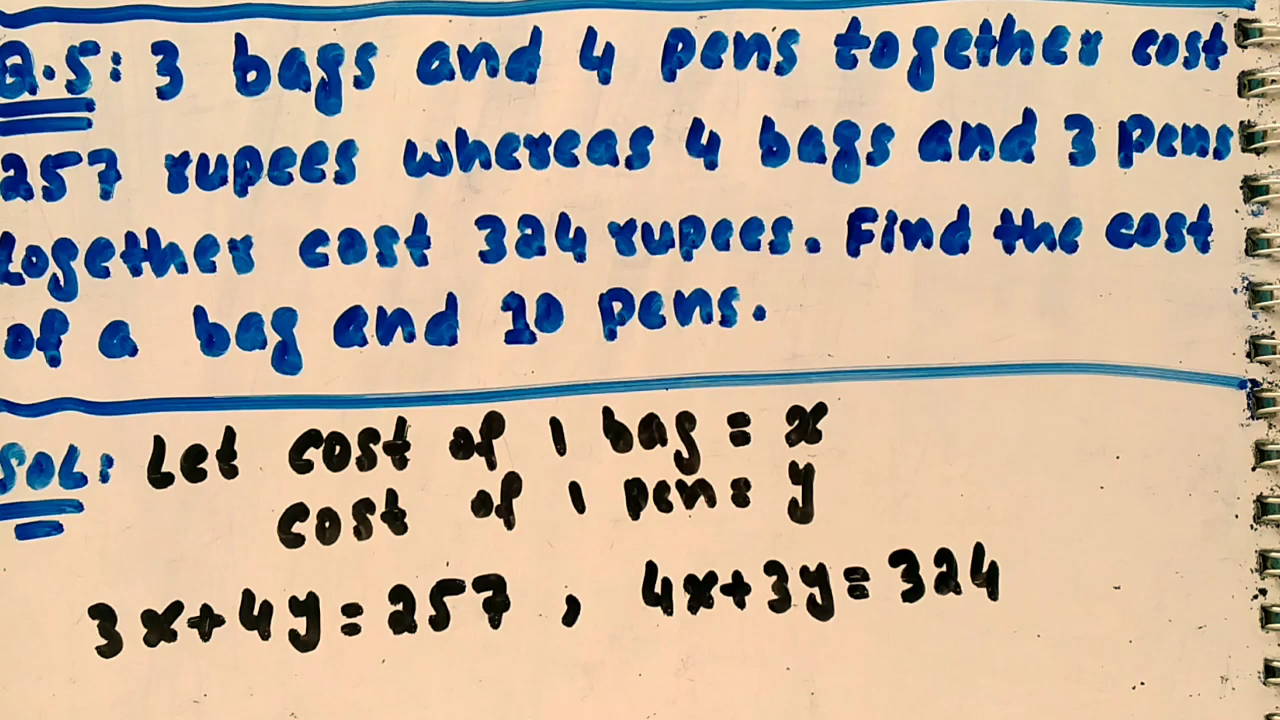 Q.5: 3 bags and 4 pens together cost
257 rupees whereas 4 bags and 3 pens
together cost 324 rupees. Find the cost
of a bag and 10 pens.
SOL: Let cost of 1 bag = x
cost of 1 pen = y
3x+4y=257 , 4x+3y=324